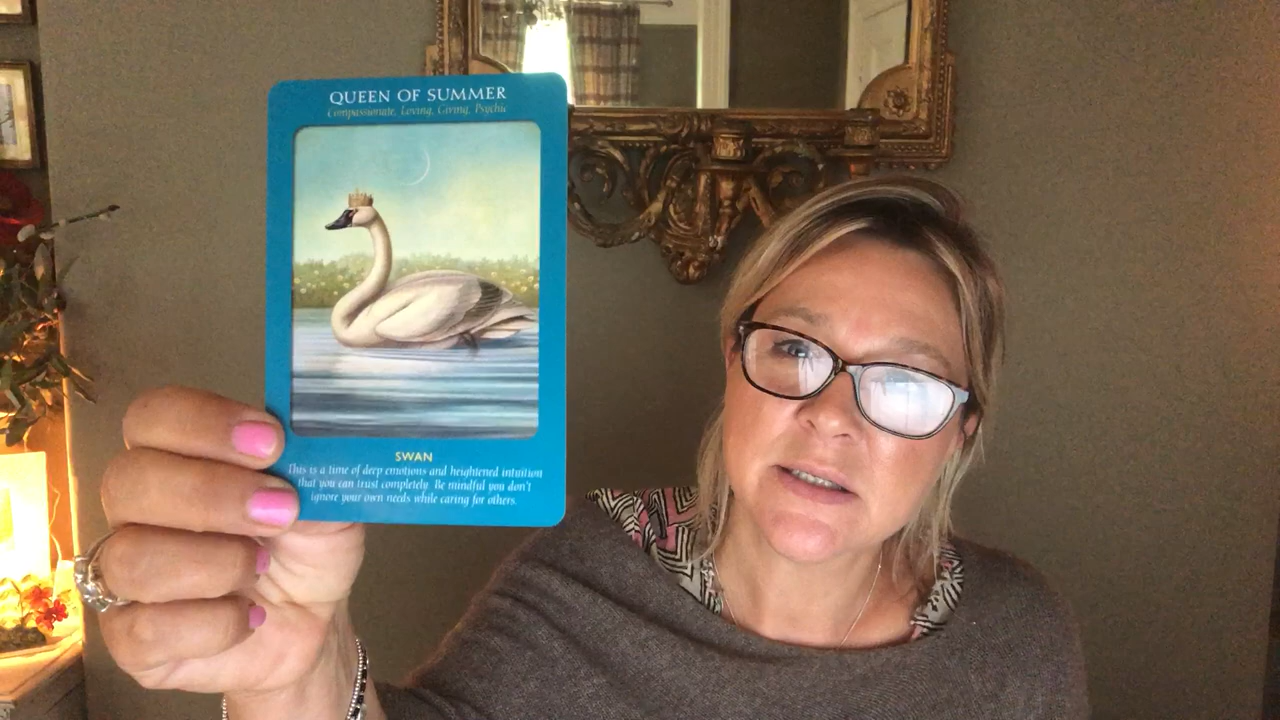 QUEEN OF SUMMER
Compassionate, Loving, Giving, Psychic
SWAN
This is a time of deep emotions and heightened intuition
that you can trust completely. Be mindful you don't
ignore your own needs while caring for others.